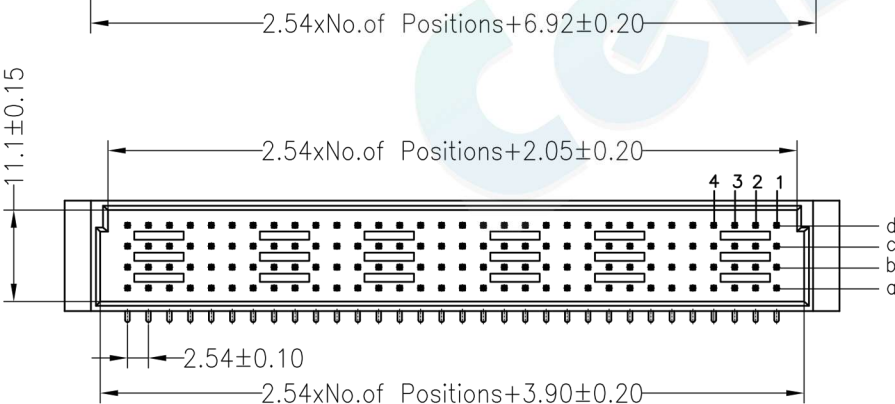 2.54xNo.of Positions+6.92±0.20
11.1±0.15
2.54xNo.of Positions+2.05±0.20
4 3 2 1
d
c
b
a
2.54±0.10
2.54xNo.of Positions+3.90±0.20